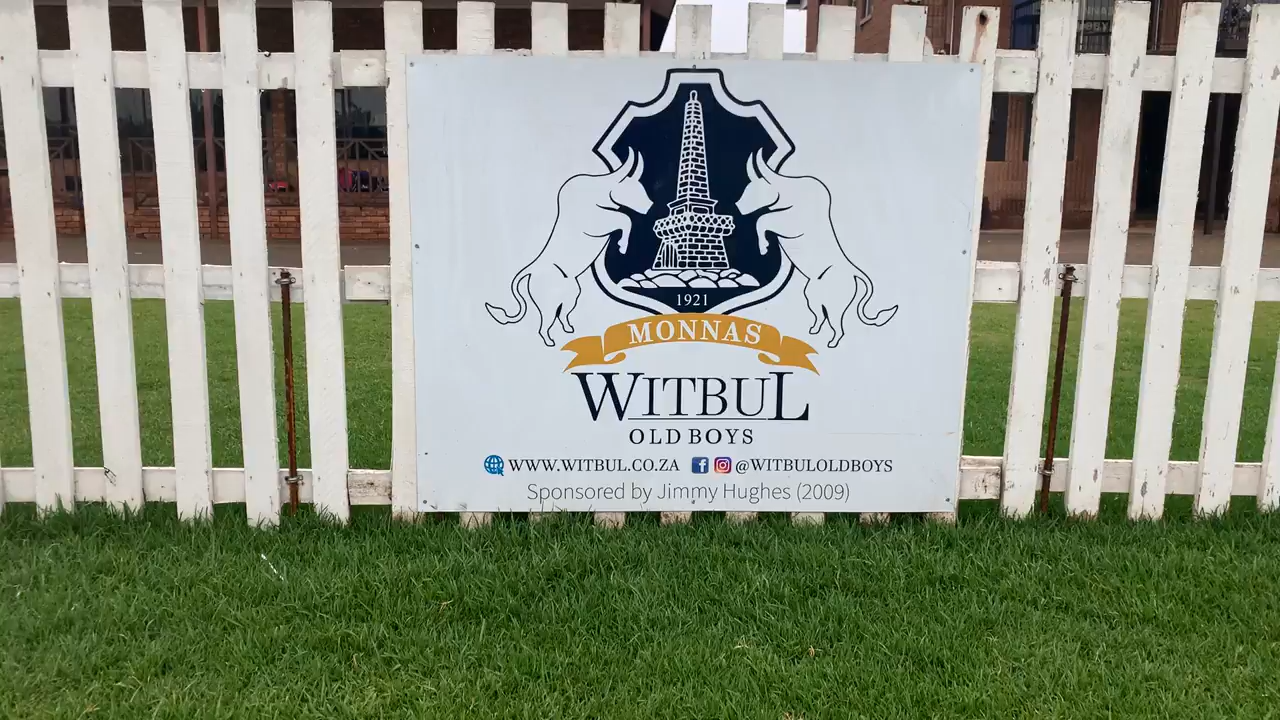 1921
MONNAS
WITBUL
OLD BOYS
WWW.WITBUL.CO.ZA @WITBULOLDBOYS
Sponsored by Jimmy Hughes (2009)